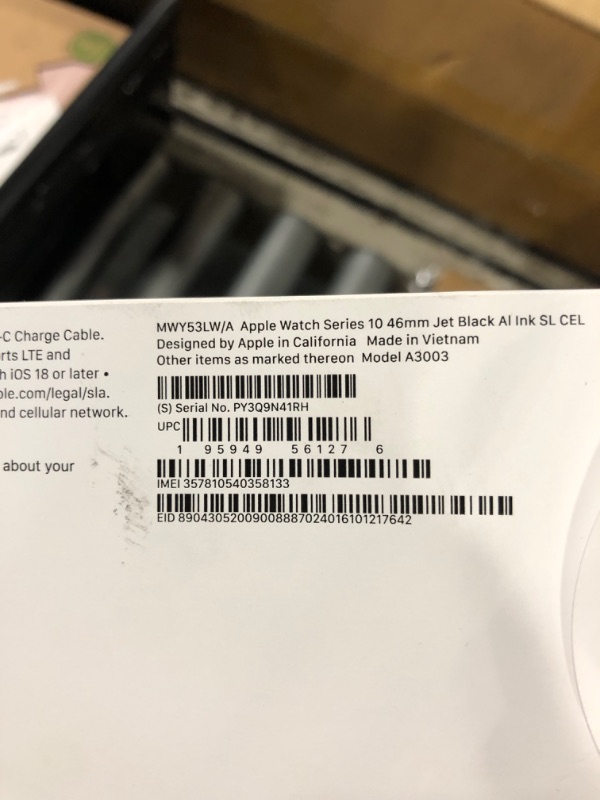 -C Charge Cable.
rts LTE and
h iOS 18 or later •
ple.com/legal/sla.
nd cellular network.
about your
MWY53LW/A Apple Watch Series 10 46mm Jet Black Al Ink SL CEL
Designed by Apple in California Made in Vietnam
Other items as marked thereon Model A3003
(S) Serial No. PY3Q9N41RH
UPC
1 95949 56127 6
IMEI 357810540358133
EID 89043052009008887024016101217642